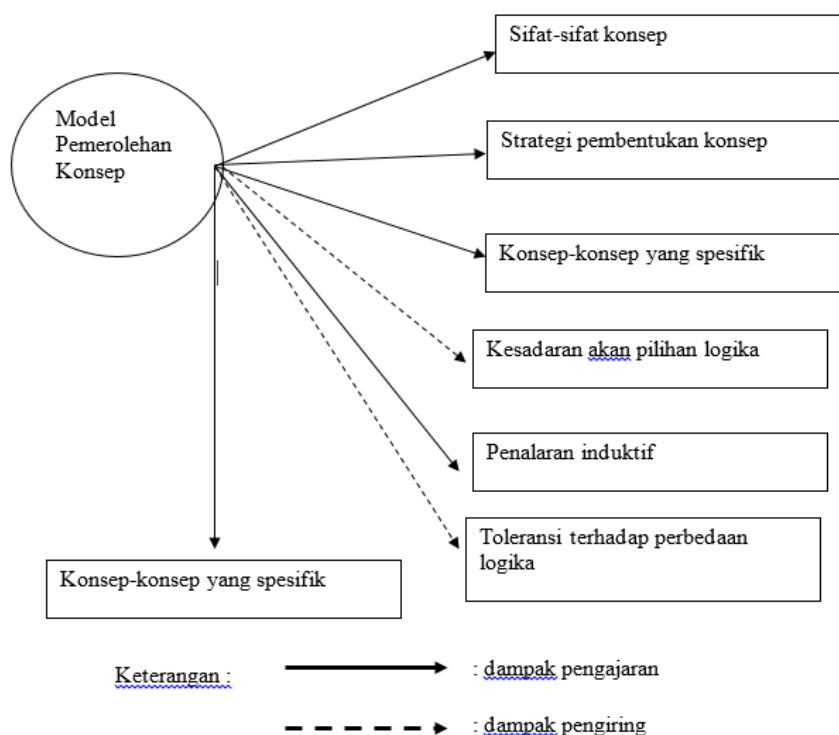 Sifat-sifat konsep
Model
Pemerolehan
Konsep
Strategi pembentukan konsep
Konsep-konsep yang spesifik
Kesadaran akan pilihan logika
Penalaran induktif
Toleransi terhadap perbedaan
logika
Konsep-konsep yang spesifik
Keterangan :
: dampak pengajaran
: dampak pengiring